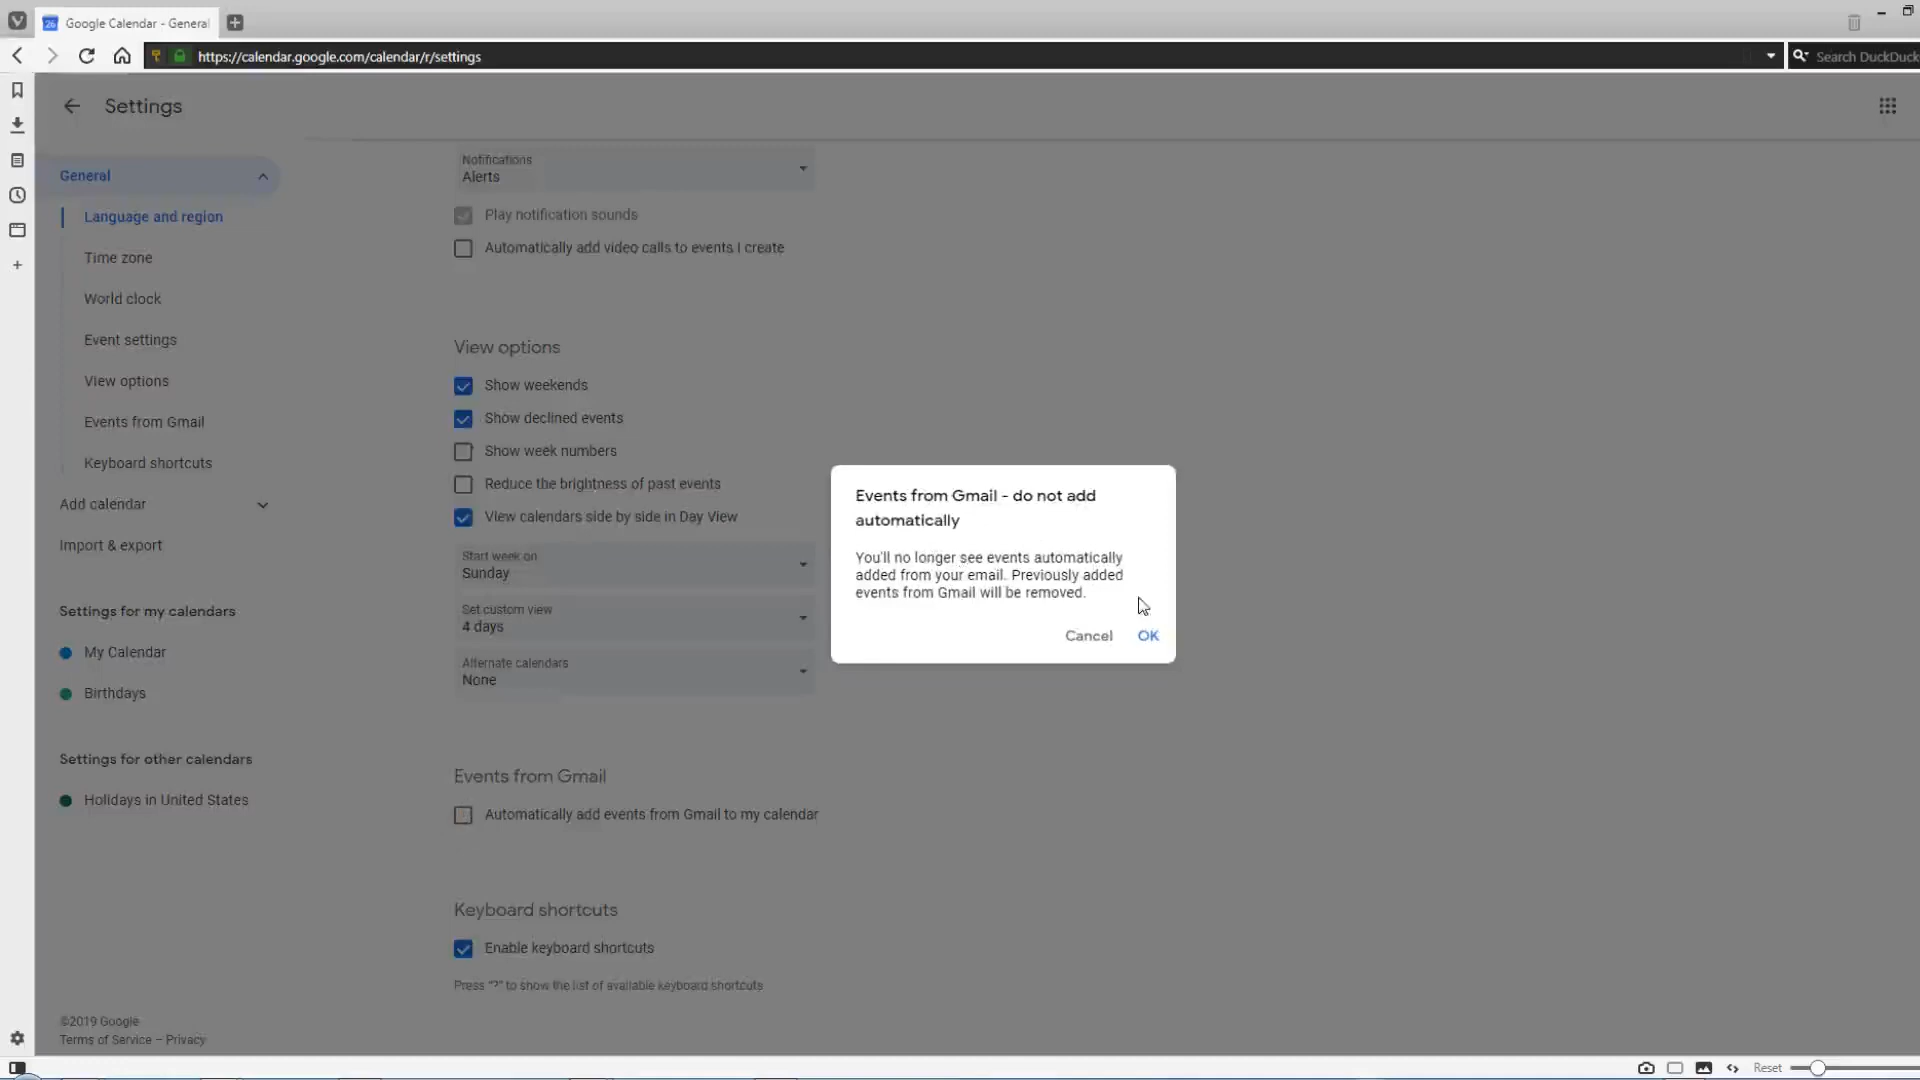 Google Calendar - General
https://calendar.google.com/calendar/r/settings
Search DuckDuck
Settings
General
Language and region
Time zone
World clock
Event settings
View options
Events from Gmail
Keyboard shortcuts
Add calendar
Import & export
Settings for my calendars
My Calendar
Birthdays
Settings for other calendars
Holidays in United States
©2019 Google
Terms of Service – Privacy
Notifications
Alerts
Play notification sounds
Automatically add video calls to events I create
View options
Show weekends
Show declined events
Show week numbers
Reduce the brightness of past events
View calendars side by side in Day View
Start week on
Sunday
Set custom view
4 days
Alternate calendars
None
Events from Gmail
Automatically add events from Gmail to my calendar
Keyboard shortcuts
Enable keyboard shortcuts
Press "?" to show the list of available keyboard shortcuts
Events from Gmail - do not add
automatically
You'll no longer see events automatically
added from your email. Previously added
events from Gmail will be removed.
Cancel OK
Reset